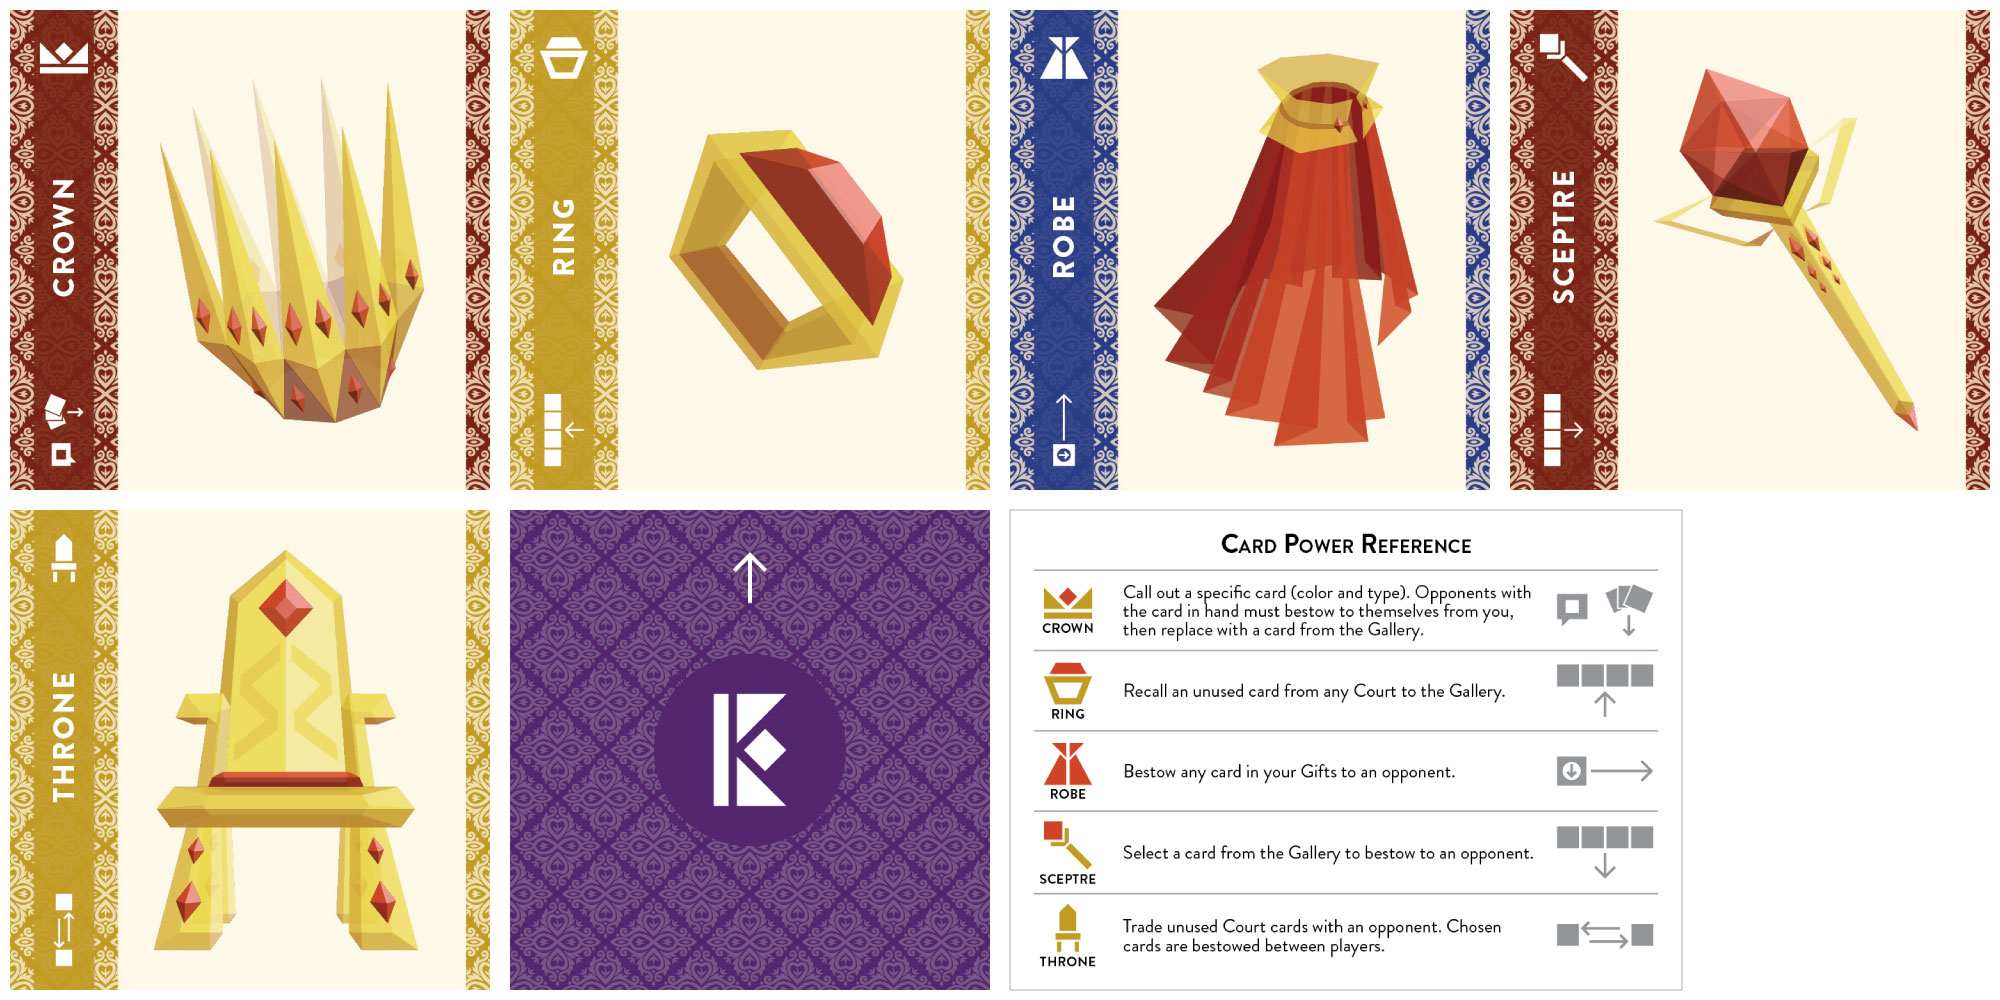 CROWN
RING
ROBE
SCEPTRE
THRONE
K
CARD POWER REFERENCE
CROWN
Call out a specific card (color and type). Opponents with
the card in hand must bestow to themselves from you,
then replace with a card from the Gallery.
RING
Recall an unused card from any Court to the Gallery.
ROBE
Bestow any card in your Gifts to an opponent.
SCEPTRE
Select a card from the Gallery to bestow to an opponent.
THRONE
Trade unused Court cards with an opponent. Chosen
cards are bestowed between players.